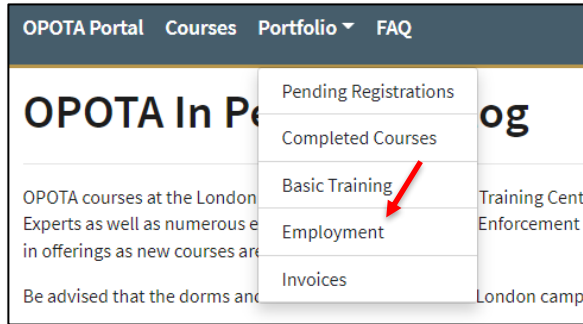 OPOTA Portal Courses Portfolio FAQ
Pending Registrations
OPOTA In Pe og
Completed Courses
Basic Training
OPOTA courses at the London Training Cent
Experts as well as numerous e Enforcement
Employment
in offerings as new courses are
Invoices
Be advised that the dorms and London camp